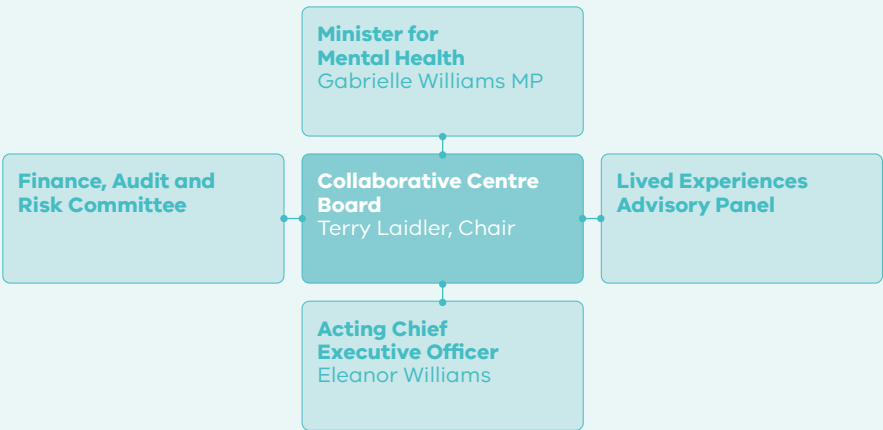 Minister for
Mental Health
Gabrielle Williams MP
Finance, Audit and
Risk Committee
Collaborative Centre
Board
Terry Laidler, Chair
Lived Experiences
Advisory Panel
Acting Chief
Executive Officer
Eleanor Williams